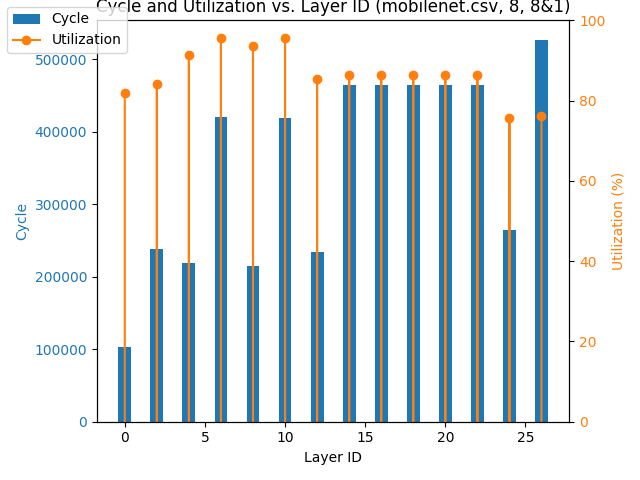 Cycle and Utilization vs. Layer ID (mobilenet.csv, 8, 8&1)
Cycle
Utilization
500000
400000
300000
200000
100000
0
Cycle
100
80
60
40
20
0
Utilization (%)
0 5 10 15 20 25
Layer ID